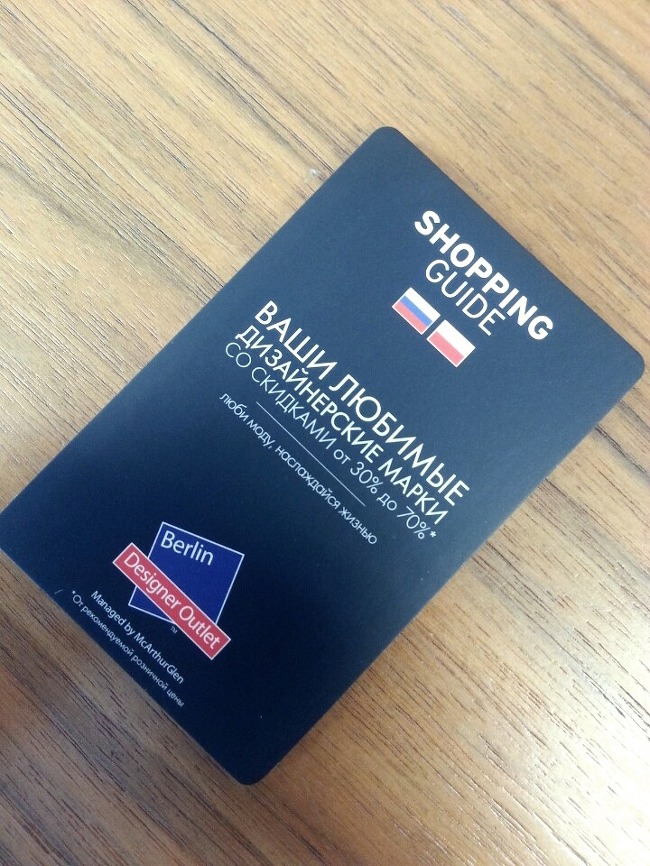 SHOPPING
GUIDE
ВАШИ ЛЮБИМЫЕ
ДИЗАЙНЕРСКИЕ МАРКИ
СО СКИДКАМИ от 30% до 70%*
люби моду, наслаждайся жизнью
Berlin
Designer Outlet
™
Managed by McArthurGlen
*От рекомендуемой розничной цены